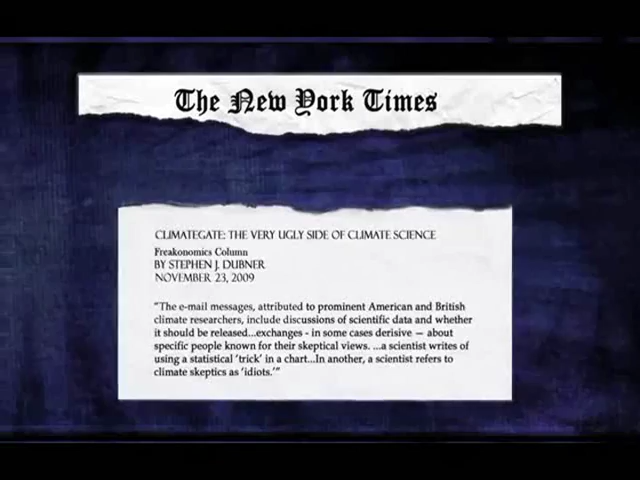 The New York Times
CLIMATEGATE: THE VERY UGLY SIDE OF CLIMATE SCIENCE
Freakonomics Column
BY STEPHEN J. DUBNER
NOVEMBER 23, 2009
"The e-mail messages, attributed to prominent American and British
climate researchers, include discussions of scientific data and whether
it should be released...exchanges - in some cases derisive — about
specific people known for their skeptical views. ...a scientist writes of
using a statistical 'trick' in a chart...In another, a scientist refers to
climate skeptics as 'idiots.'"